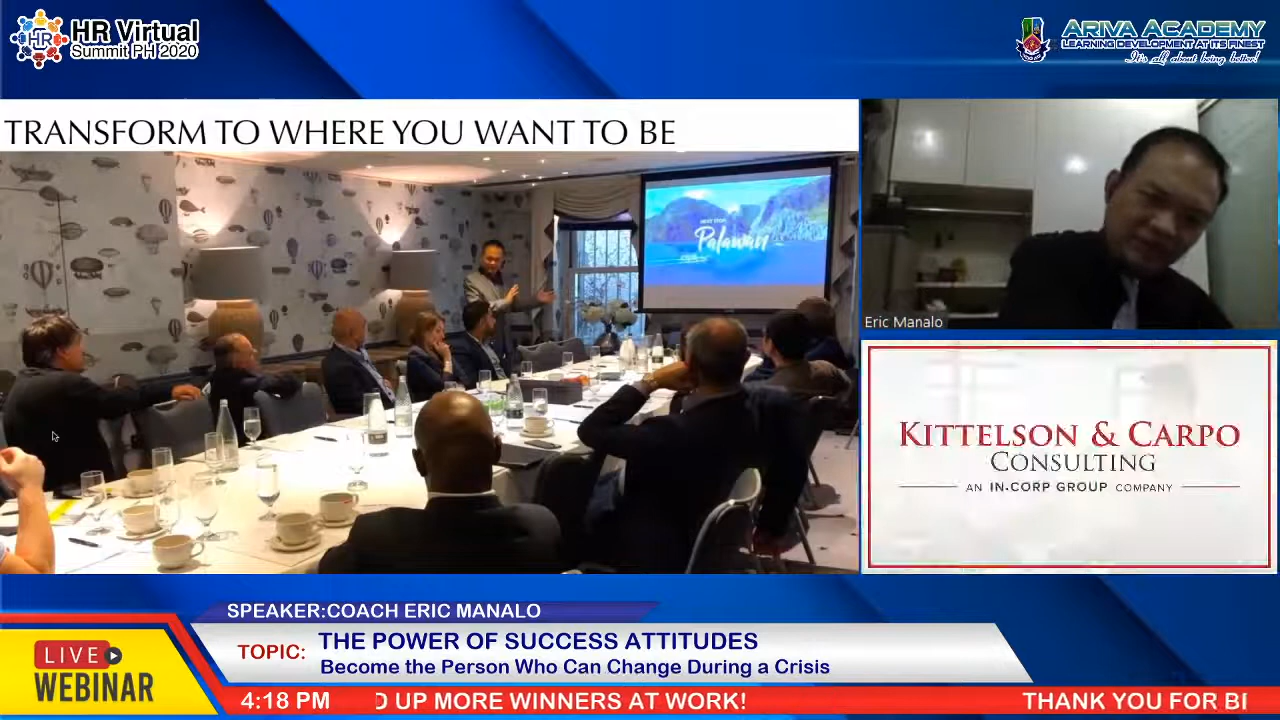 HR Virtual
Summit PH 2020
HR
ARIVA ACADEMY
LEARNING DEVELOPMENT AT ITS FINEST
It's all about being better!
TRANSFORM TO WHERE YOU WANT TO BE
NEXT STOP,
Palawan
Eric Manalo
KITTELSON & CARPO
CONSULTING
AN IN.CORP GROUP COMPANY
SPEAKER:COACH ERIC MANALO
TOPIC: THE POWER OF SUCCESS ATTITUDES
Become the Person Who Can Change During a Crisis
LIVE
WEBINAR
4:18 PM D UP MORE WINNERS AT WORK! THANK YOU FOR BI